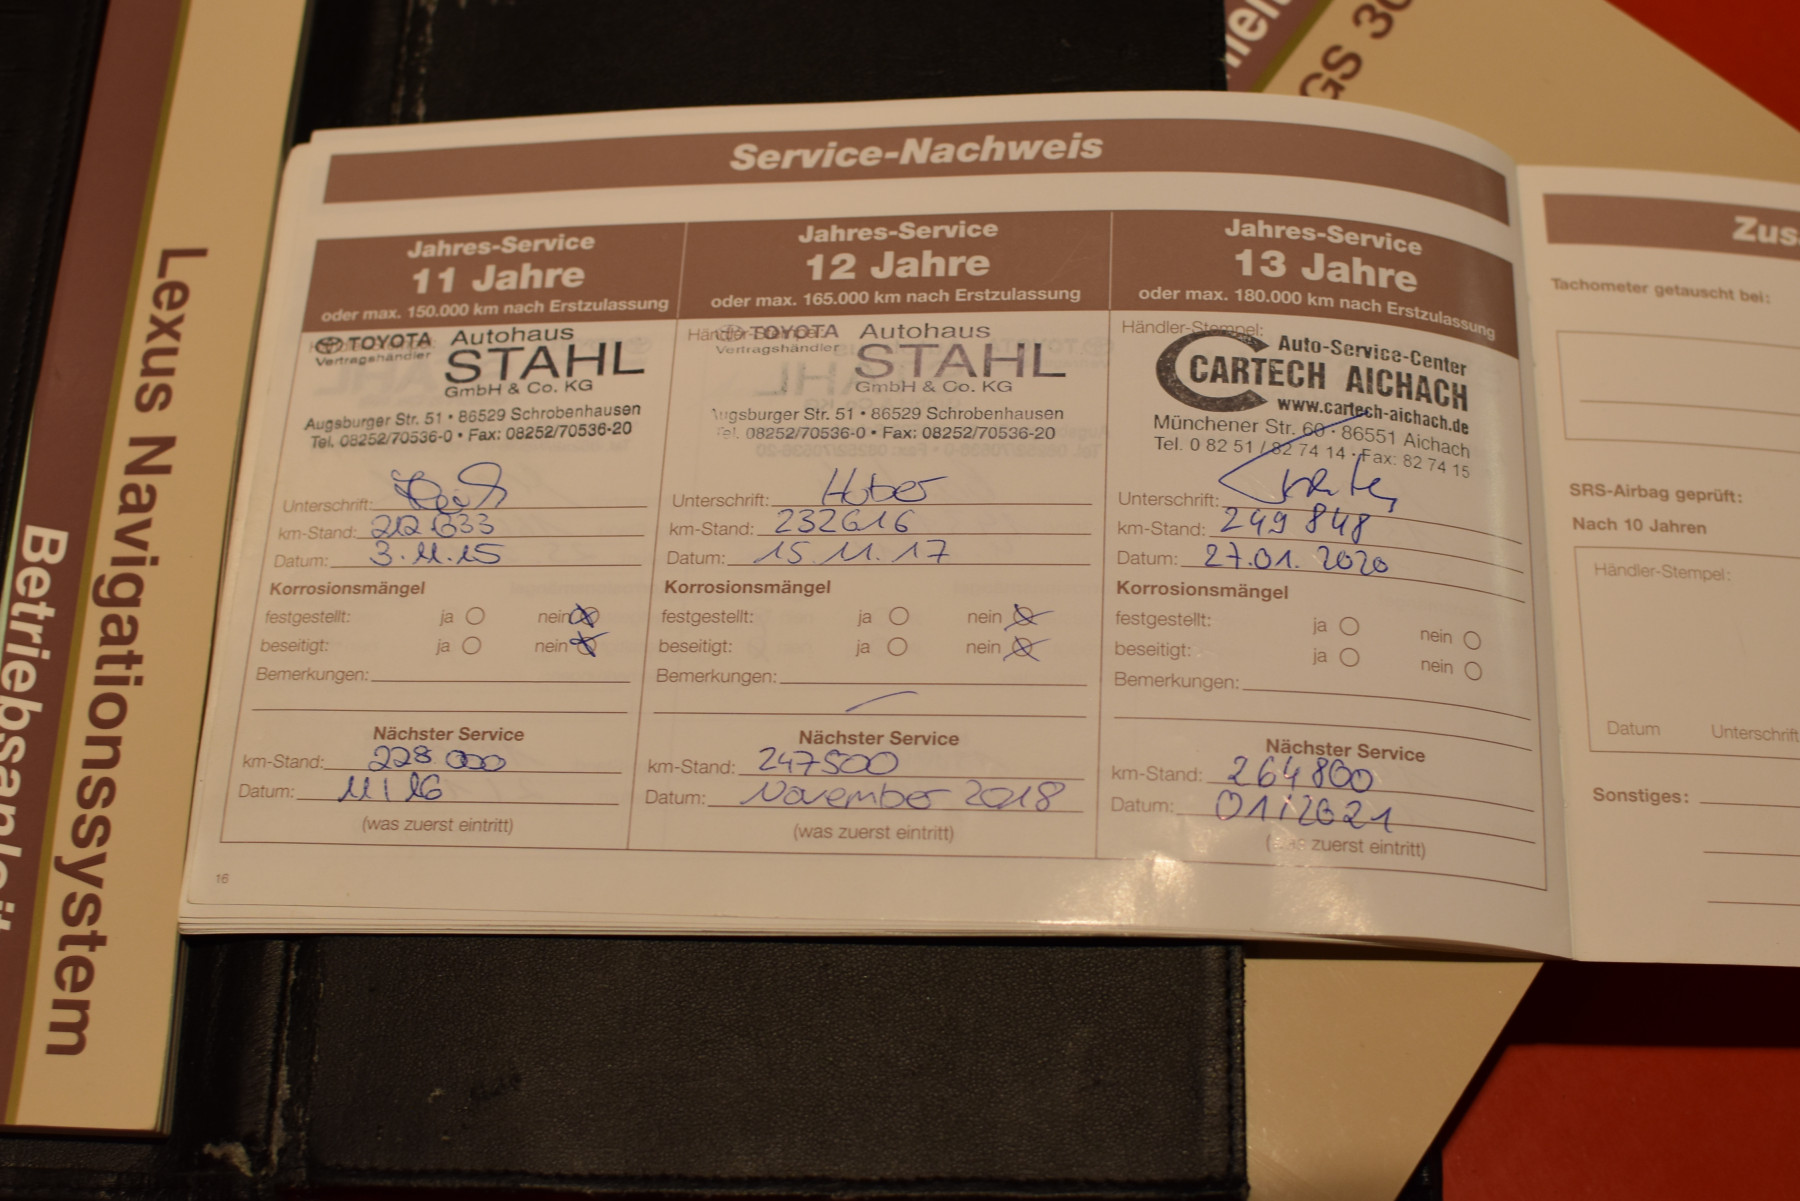 Lexus Navigationssystem
Betriebsanleit
GS 30
Service-Nachweis
Jahres-Service
11 Jahre
oder max. 150.000 km nach Erstzulassung
TOYOTA
Vertragshändler
Autohaus
STAHL
GmbH & Co. KG
Augsburger Str. 51 • 86529 Schrobenhausen
Tel. 08252/70536-0 • Fax: 08252/70536-20
Unterschrift:
km-Stand: 212633
Datum: 3.11.15
Korrosionsmängel
festgestellt: ja nein
beseitigt: ja nein
Bemerkungen:
Nächster Service
km-Stand: 228.000
Datum: 11/16
(was zuerst eintritt)
16
Jahres-Service
12 Jahre
oder max. 165.000 km nach Erstzulassung
Händler-Stempel:
TOYOTA
Vertragshändler
Autohaus
STAHL
GmbH & Co. KG
Augsburger Str. 51 • 86529 Schrobenhausen
Tel. 08252/70536-0 • Fax: 08252/70536-20
Unterschrift: Huber
km-Stand: 232616
Datum: 15.11.17
Korrosionsmängel
festgestellt: ja nein
beseitigt: ja nein
Bemerkungen:
Nächster Service
km-Stand: 247500
Datum: November 2018
(was zuerst eintritt)
Jahres-Service
13 Jahre
oder max. 180.000 km nach Erstzulassung
Händler-Stempel:
Auto-Service-Center
CARTECH AICHACH
www.cartech-aichach.de
Münchener Str. 60 • 86551 Aichach
Tel. 0 82 51 / 82 74 14 • Fax: 82 74 15
Unterschrift:
km-Stand: 249 848
Datum: 27.01.2020
Korrosionsmängel
festgestellt: ja nein
beseitigt: ja nein
Bemerkungen:
Nächster Service
km-Stand: 264800
Datum: 01/2021
(was zuerst eintritt)
Zus
Tachometer getauscht bei:
SRS-Airbag geprüft:
Nach 10 Jahren
Händler-Stempel:
Datum Unterschrift
Sonstiges: